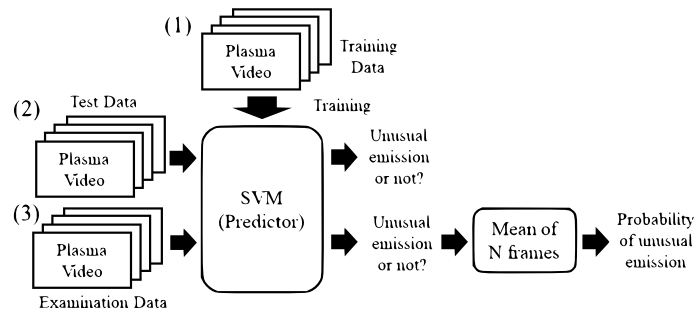 (1)
Plasma
Video
Training
Data
Training
(2)
Test Data
Plasma
Video
SVM
(Predictor)
Unusual
emission
or not?
(3)
Plasma
Video
Examination Data
Unusual
emission
or not?
Mean of
N frames
Probability
of unusual
emission